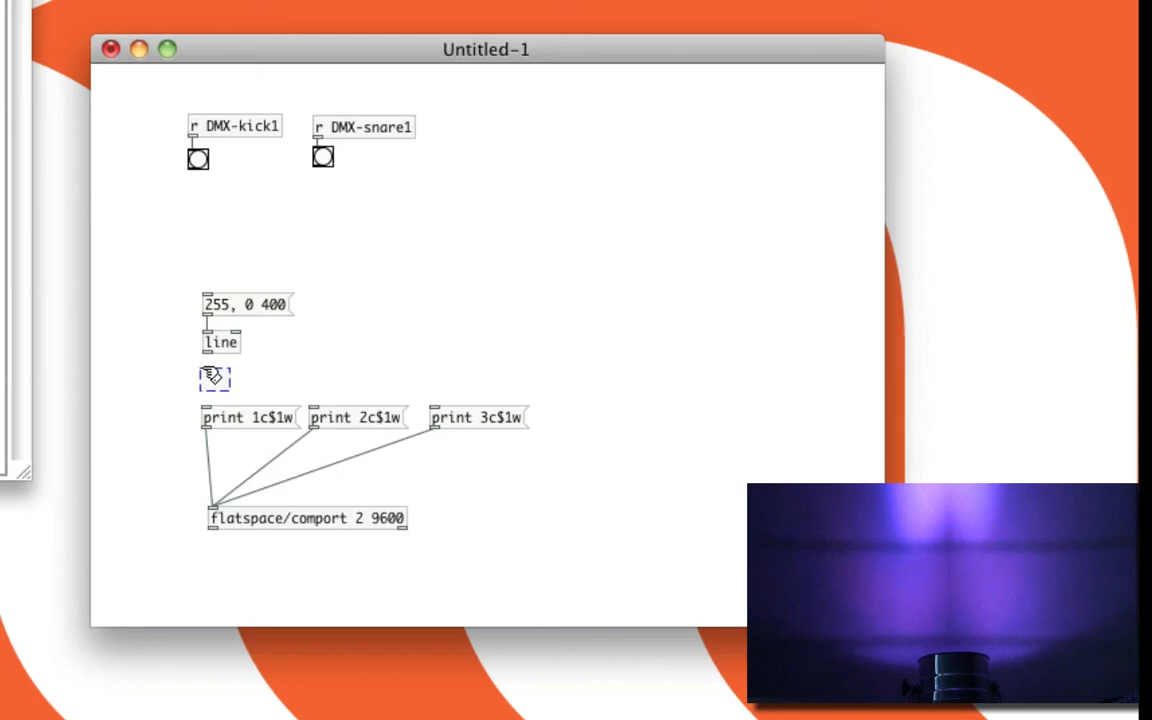 Untitled-1
r DMX-kick1
r DMX-snare1
255, 0 400
line
print 1c$1w
print 2c$1w
print 3c$1w
flatspace/comport 2 9600